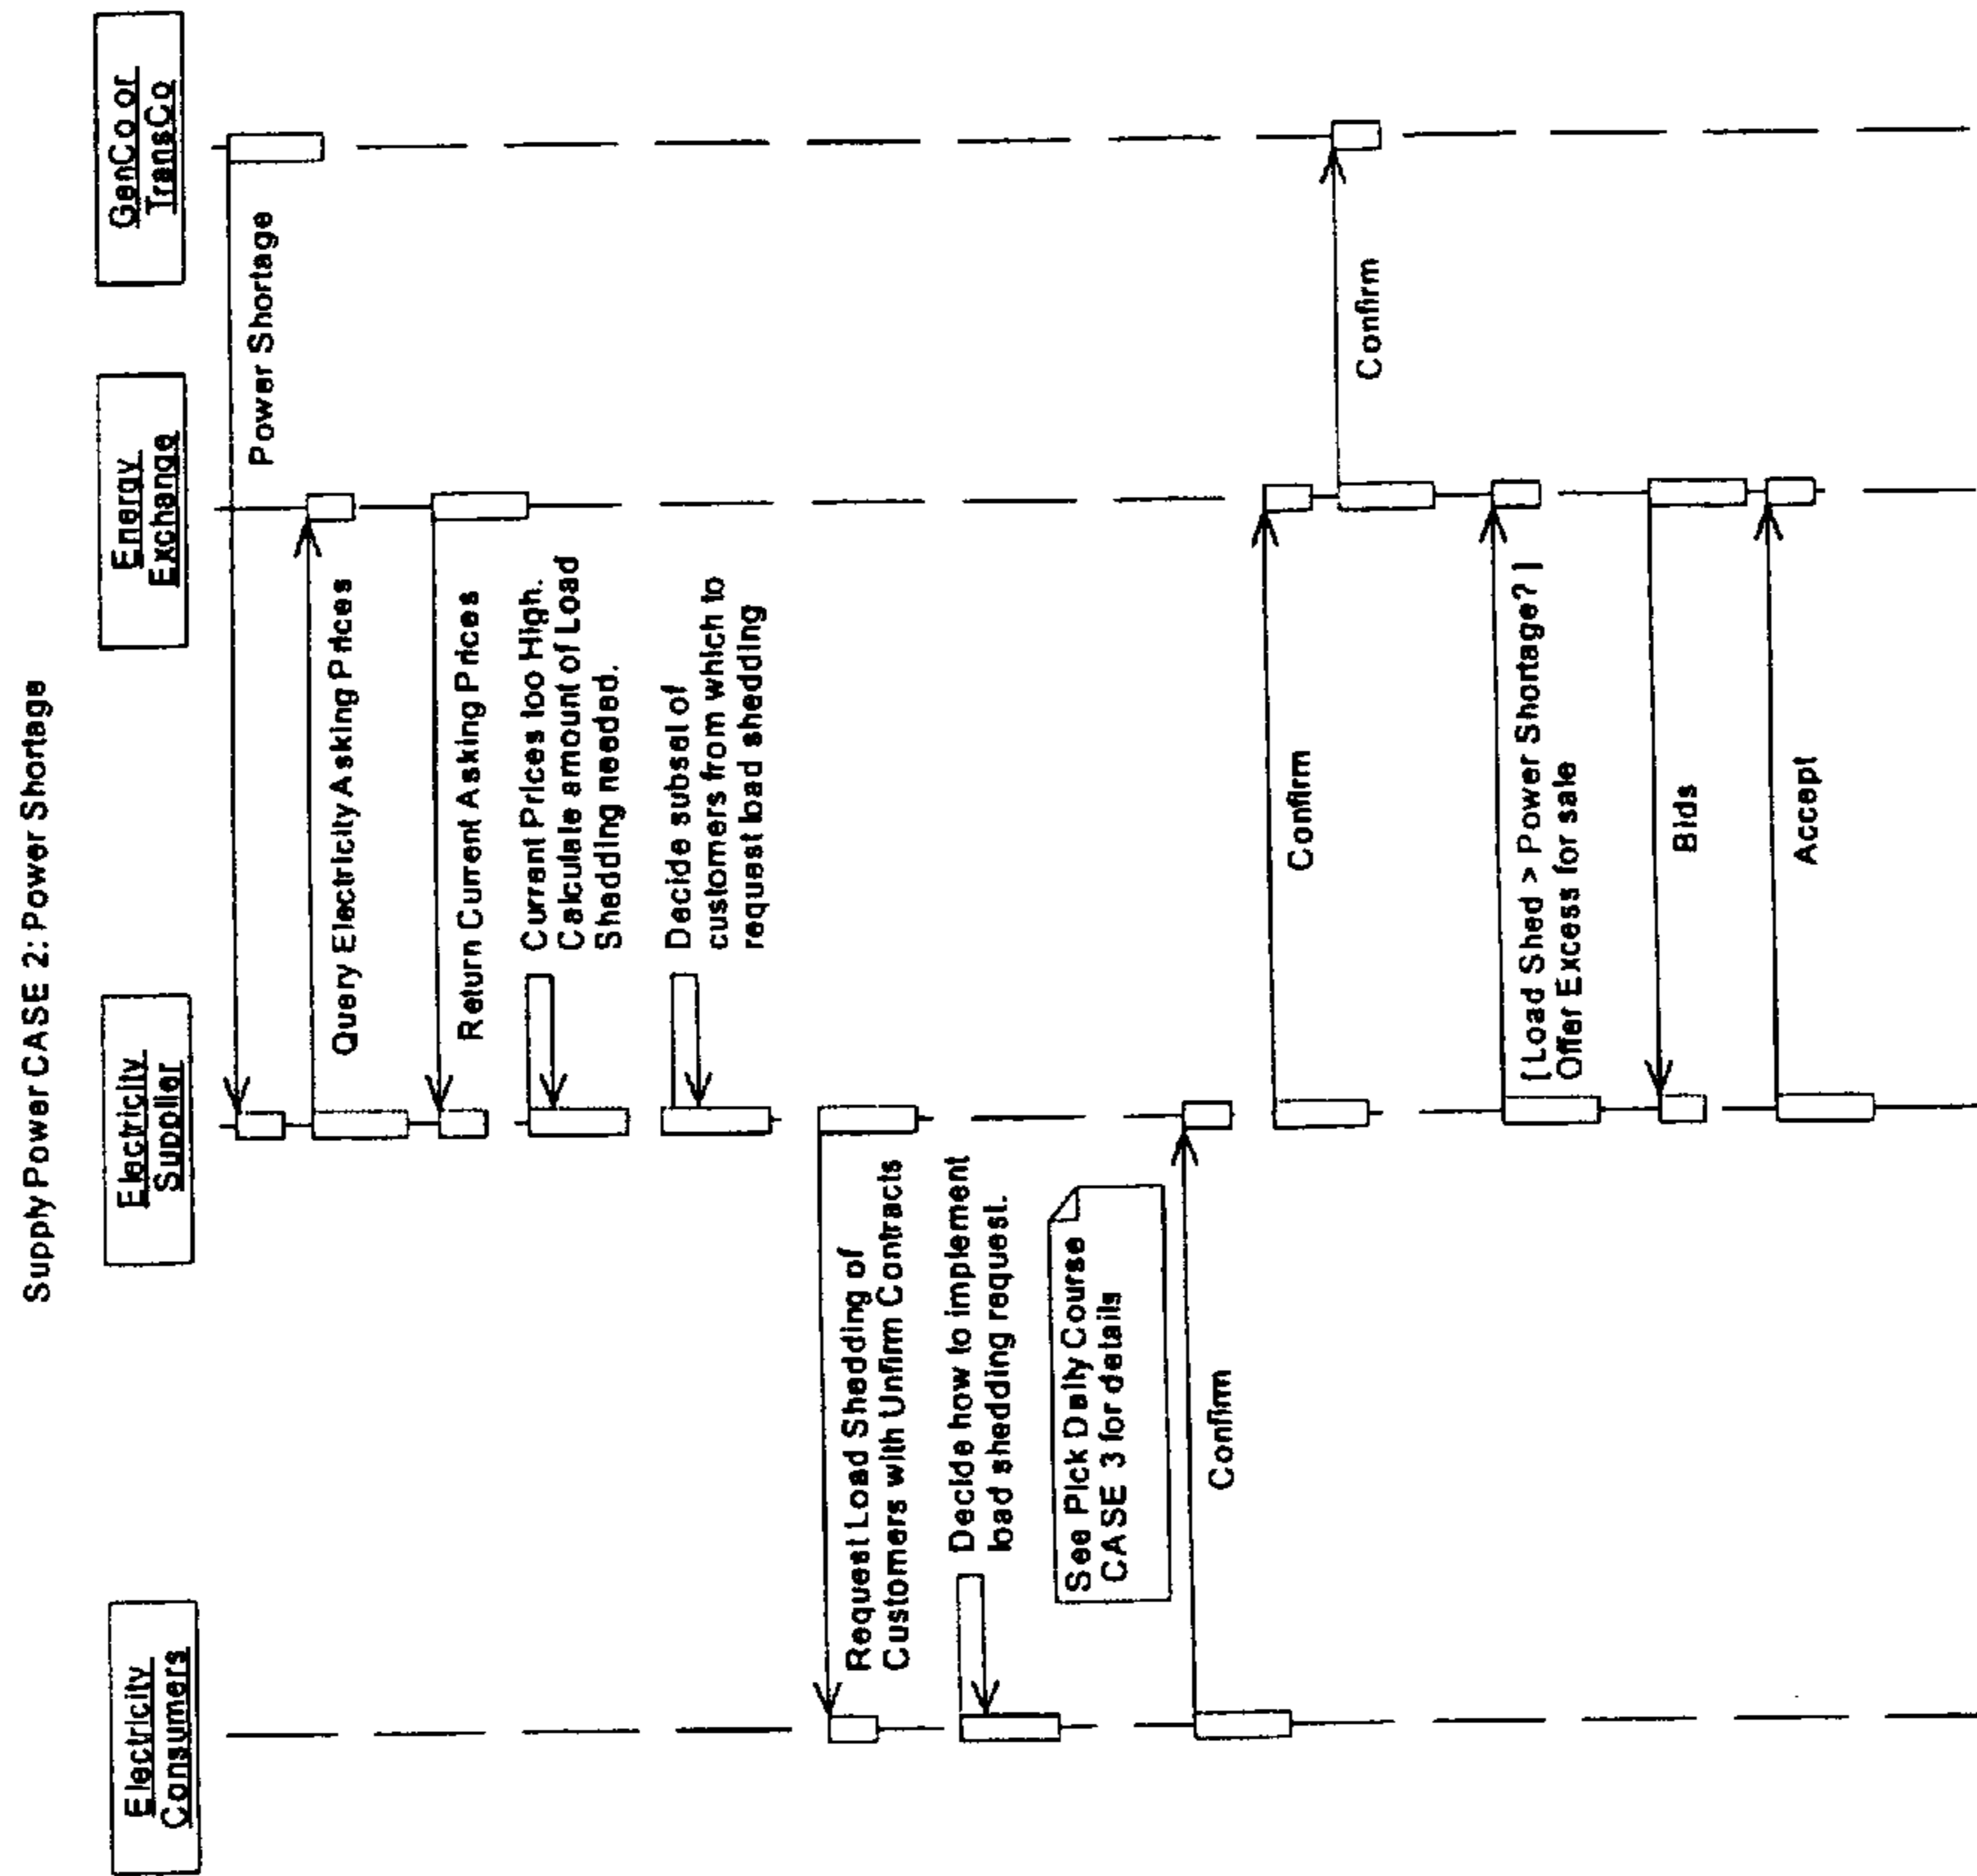 Supply Power CASE 2: Power Shortage
Electricity
Consumers
Electricity
Supplier
Energy
Exchange
GenCo or
TransCo
Power Shortage
Query Electricity Asking Prices
Return Current Asking Prices
Current Prices too High.
Calculate amount of Load
Shedding needed.
Decide subset of
customers from which to
request load shedding
Request Load Shedding of
Customers with Unfirm Contracts
Decide how to implement
load shedding request.
See Pick Daily Course
CASE 3 for details
Confirm
Confirm
Confirm
[Load Shed > Power Shortage?]
Offer Excess for sale
Bids
Accept